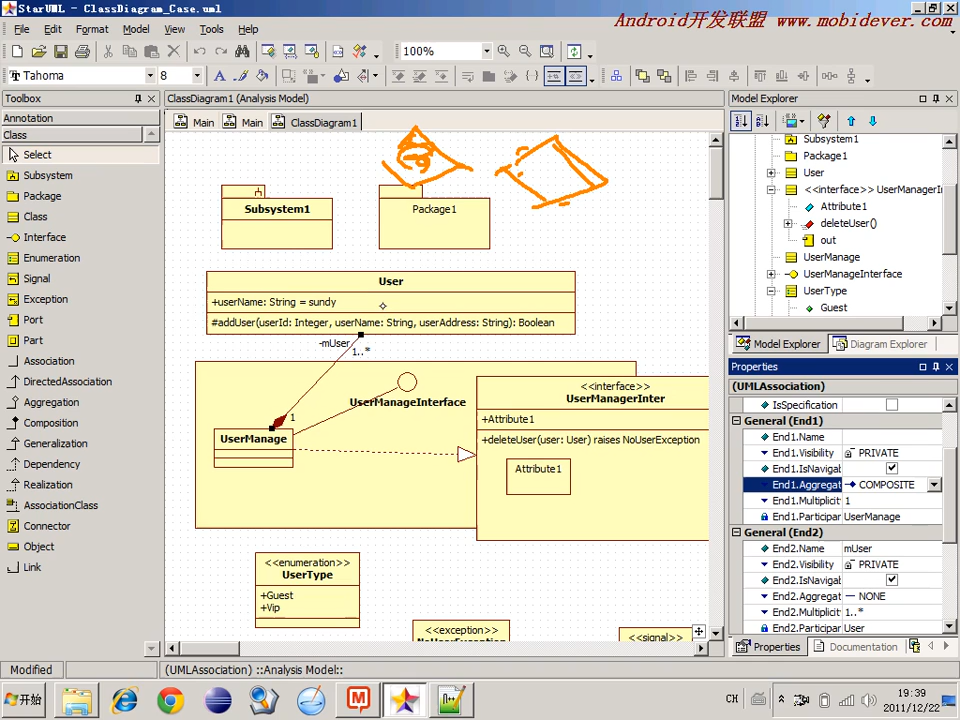 StarUML - [ClassDiagram_Case.uml]
Android开发联盟 www.mobidever.com
File Edit Format Model View Tools Help
100%
Tahoma 8
Toolbox
Annotation
Class
Select
Subsystem
Package
Class
Interface
Enumeration
Signal
Exception
Port
Part
Association
DirectedAssociation
Aggregation
Composition
Generalization
Dependency
Realization
AssociationClass
Connector
Object
Link
ClassDiagram1 (Analysis Model)
Main Main ClassDiagram1
Subsystem1
Package1
User
+userName: String = sundy
#addUser(userId: Integer, userName: String, userAddress: String): Boolean
-mUser
1..*
UserManageInterface
1
UserManage
<<interface>>
UserManagerInter
+Attribute1
+deleteUser(user: User) raises NoUserException
Attribute1
<<enumeration>>
UserType
+Guest
+Vip
<<exception>>
NoUserException
<<signal>>
Model Explorer
Subsystem1
Package1
User
<<interface>> UserManagerIn
Attribute1
deleteUser()
out
UserManage
UserManageInterface
UserType
Guest
Model Explorer Diagram Explorer
Properties
(UMLAssociation)
IsSpecification
General (End1)
End1.Name
End1.Visibility PRIVATE
End1.IsNavigab
End1.Aggregat COMPOSITE
End1.Multiplicit 1
End1.Participar UserManage
General (End2)
End2.Name mUser
End2.Visibility PRIVATE
End2.IsNavigab
End2.Aggregat NONE
End2.Multiplicit 1..*
End2.Participar User
Properties Documentation
Modified (UMLAssociation) ::Analysis Model::
开始
CH
19:39
2011/12/22